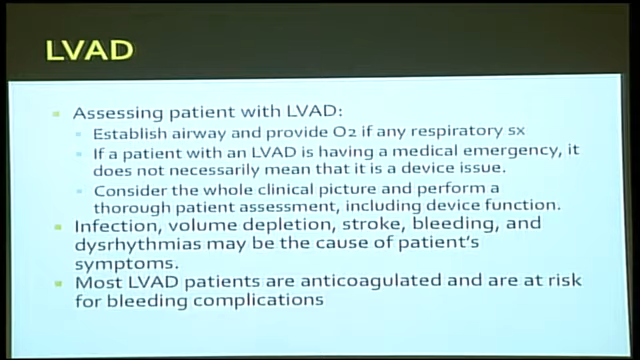 LVAD
Assessing patient with LVAD:
Establish airway and provide O2 if any respiratory sx
If a patient with an LVAD is having a medical emergency, it
does not necessarily mean that it is a device issue.
Consider the whole clinical picture and perform a
thorough patient assessment, including device function.
Infection, volume depletion, stroke, bleeding, and
dysrhythmias may be the cause of patient's
symptoms.
Most LVAD patients are anticoagulated and are at risk
for bleeding complications